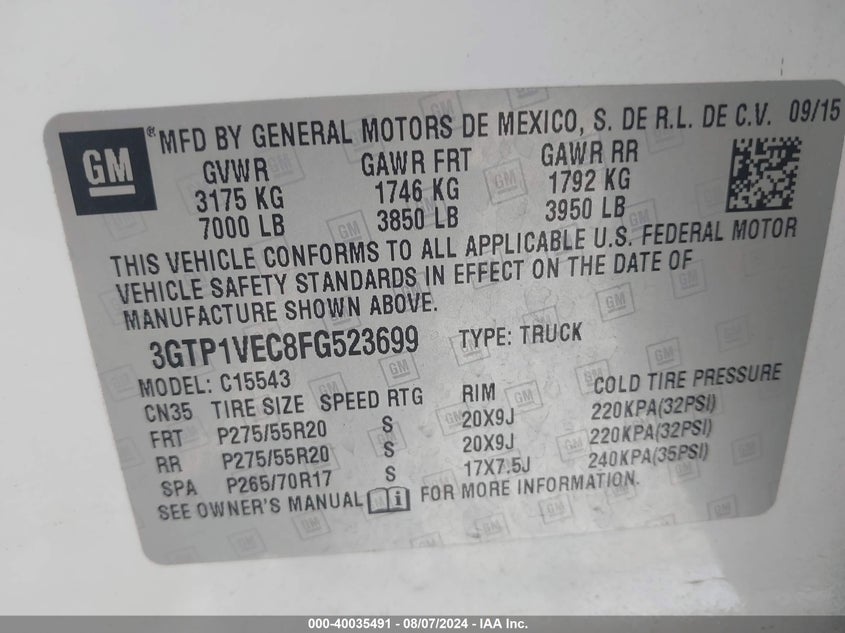 GM
® MFD BY GENERAL MOTORS DE MEXICO, S. DE R.L. DE C.V. 09/15
GVWR GAWR FRT GAWR RR
3175 KG 1746 KG 1792 KG
7000 LB 3850 LB 3950 LB
THIS VEHICLE CONFORMS TO ALL APPLICABLE U.S. FEDERAL MOTOR
VEHICLE SAFETY STANDARDS IN EFFECT ON THE DATE OF
MANUFACTURE SHOWN ABOVE.
3GTP1VEC8FG523699 TYPE: TRUCK
MODEL: C15543
CN35 TIRE SIZE SPEED RTG RIM COLD TIRE PRESSURE
FRT P275/55R20 S 20X9J 220KPA(32PSI)
RR P275/55R20 S 20X9J 220KPA(32PSI)
SPA P265/70R17 S 17X7.5J 240KPA(35PSI)
SEE OWNER'S MANUAL i FOR MORE INFORMATION.
000-40035491 - 08/07/2024 - IAA Inc.